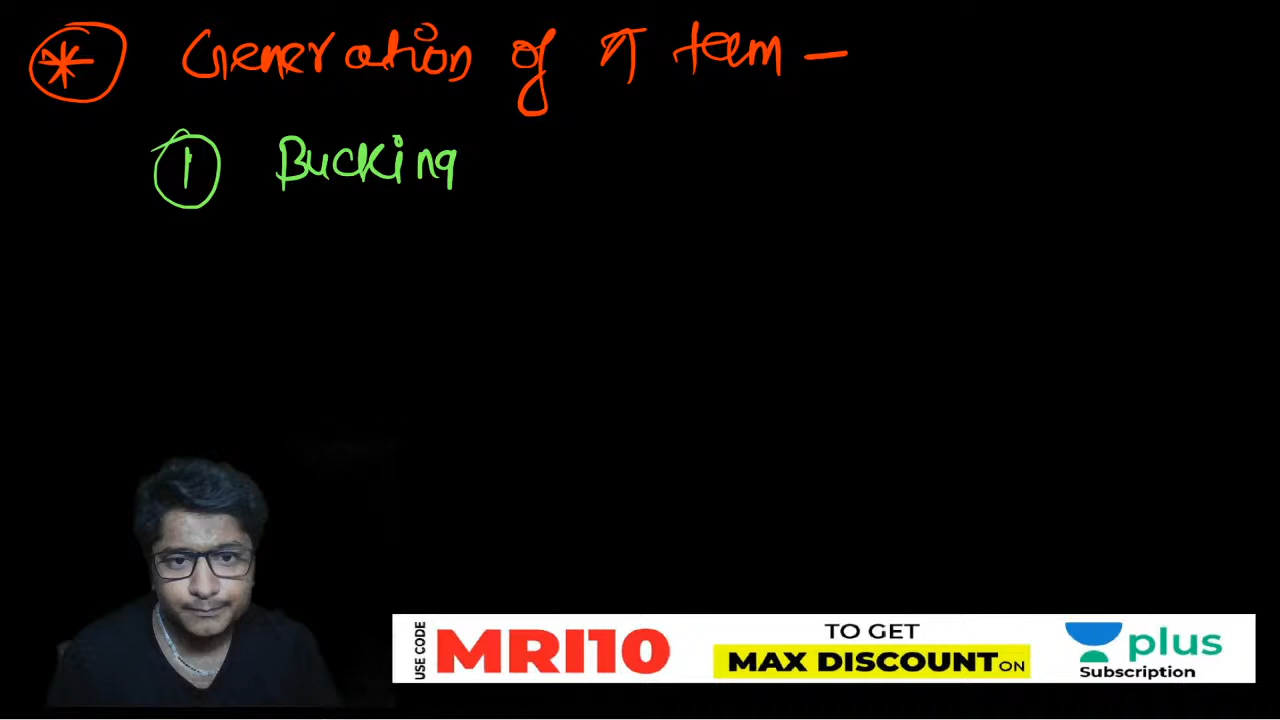 * Generation of π term –
① Bucking
USE CODE
MRI10
TO GET
MAX DISCOUNT ON
plus
Subscription